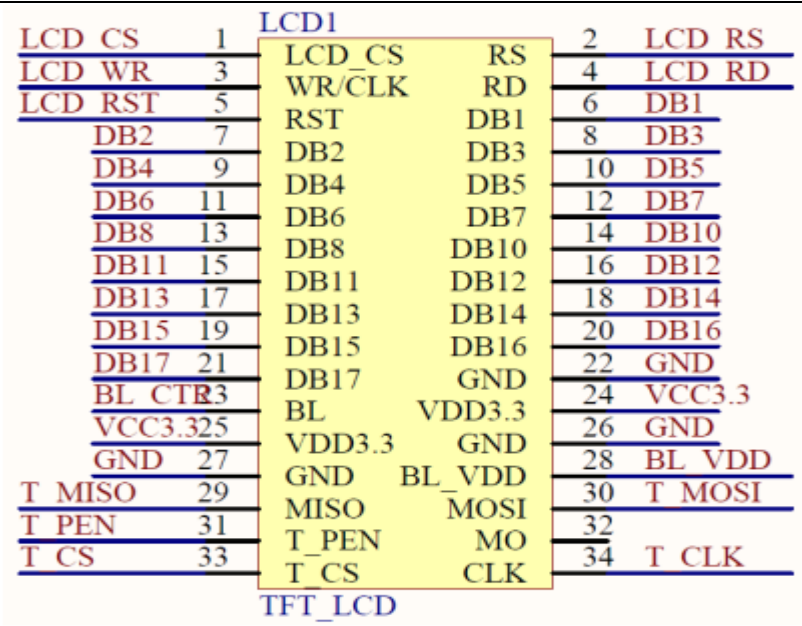 LCD1
LCD_CS 1 LCD_CS RS 2 LCD_RS
LCD_WR 3 WR/CLK RD 4 LCD_RD
LCD_RST 5 RST DB1 6 DB1
DB2 7 DB2 DB3 8 DB3
DB4 9 DB4 DB5 10 DB5
DB6 11 DB6 DB7 12 DB7
DB8 13 DB8 DB10 14 DB10
DB11 15 DB11 DB12 16 DB12
DB13 17 DB13 DB14 18 DB14
DB15 19 DB15 DB16 20 DB16
DB17 21 DB17 GND 22 GND
BL_CTR 23 BL VDD3.3 24 VCC3.3
VCC3.3 25 VDD3.3 GND 26 GND
GND 27 GND BL_VDD 28 BL_VDD
T_MISO 29 MISO MOSI 30 T_MOSI
T_PEN 31 T_PEN MO 32
T_CS 33 T_CS CLK 34 T_CLK
TFT_LCD